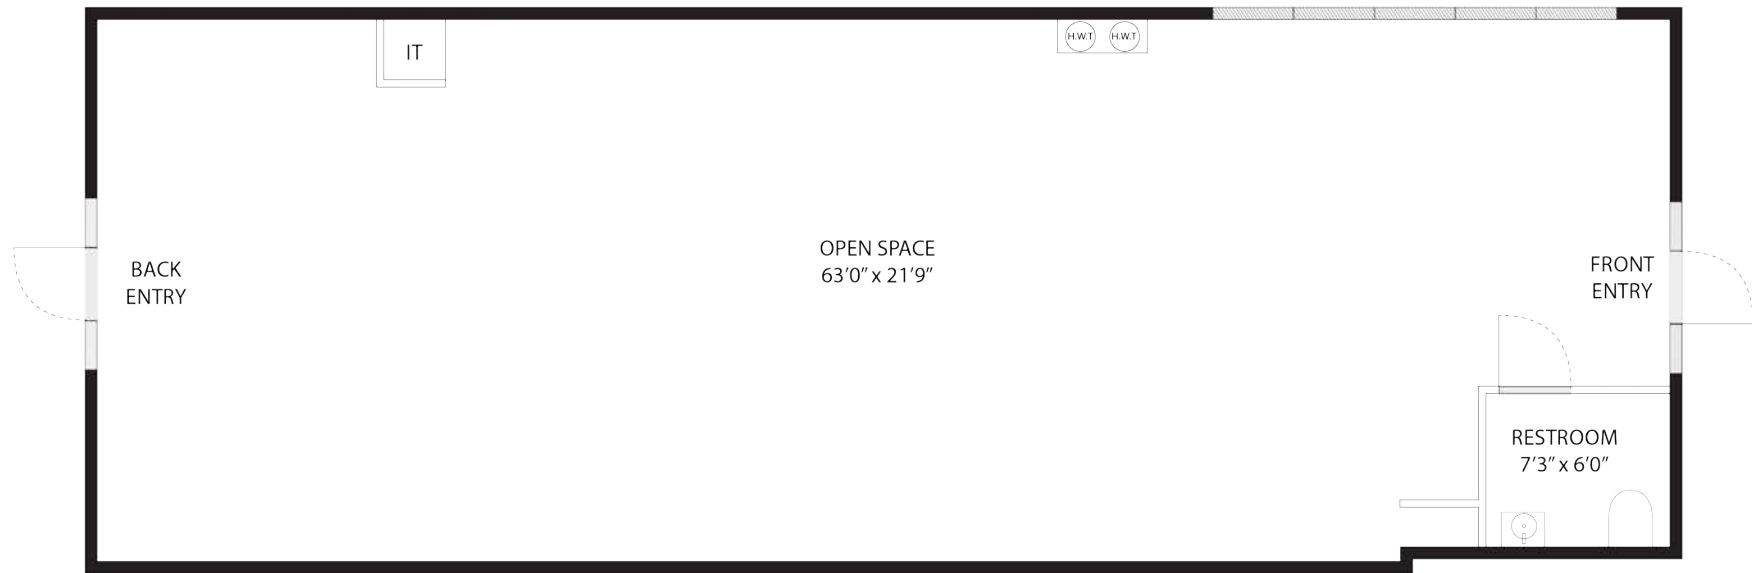 IT
H.W.T
H.W.T
OPEN SPACE
63’0” x 21’9”
BACK
ENTRY
FRONT
ENTRY
RESTROOM
7’3” x 6’0”